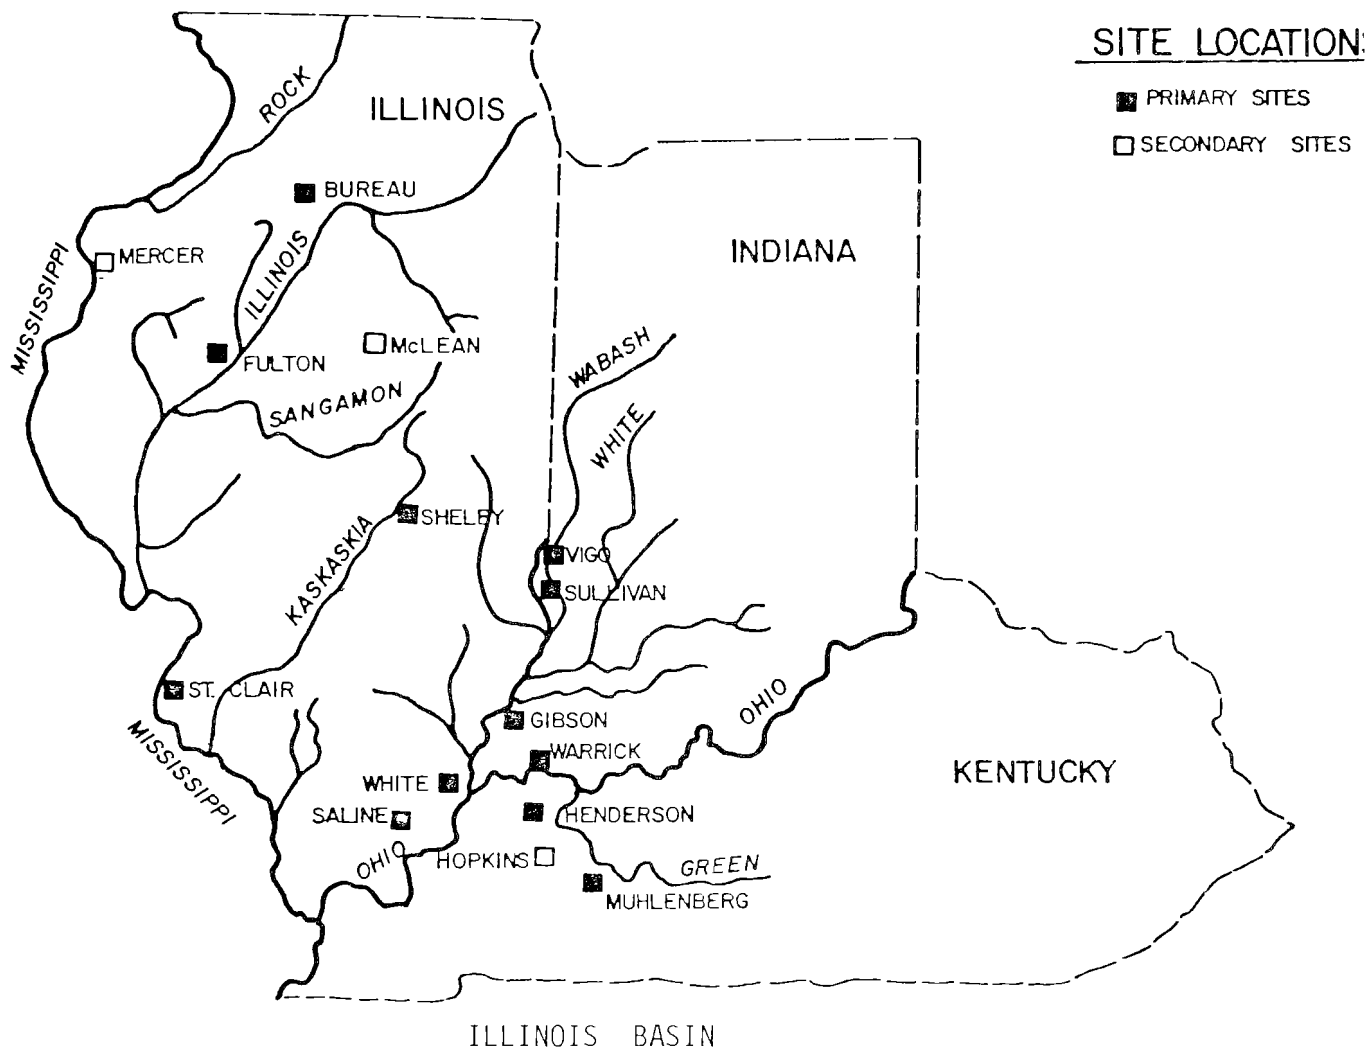 SITE LOCATION
PRIMARY SITES
SECONDARY SITES
ROCK
ILLINOIS
BUREAU
MISSISSIPPI
MERCER
ILLINOIS
INDIANA
FULTON
McLEAN
WABASH
SANGAMON
WHITE
KASKASKIA
SHELBY
VIGO
SULLIVAN
ST. CLAIR
MISSISSIPPI
GIBSON
OHIO
WARRICK
WHITE
KENTUCKY
SALINE
HENDERSON
OHIO
HOPKINS
GREEN
MUHLENBERG
ILLINOIS BASIN